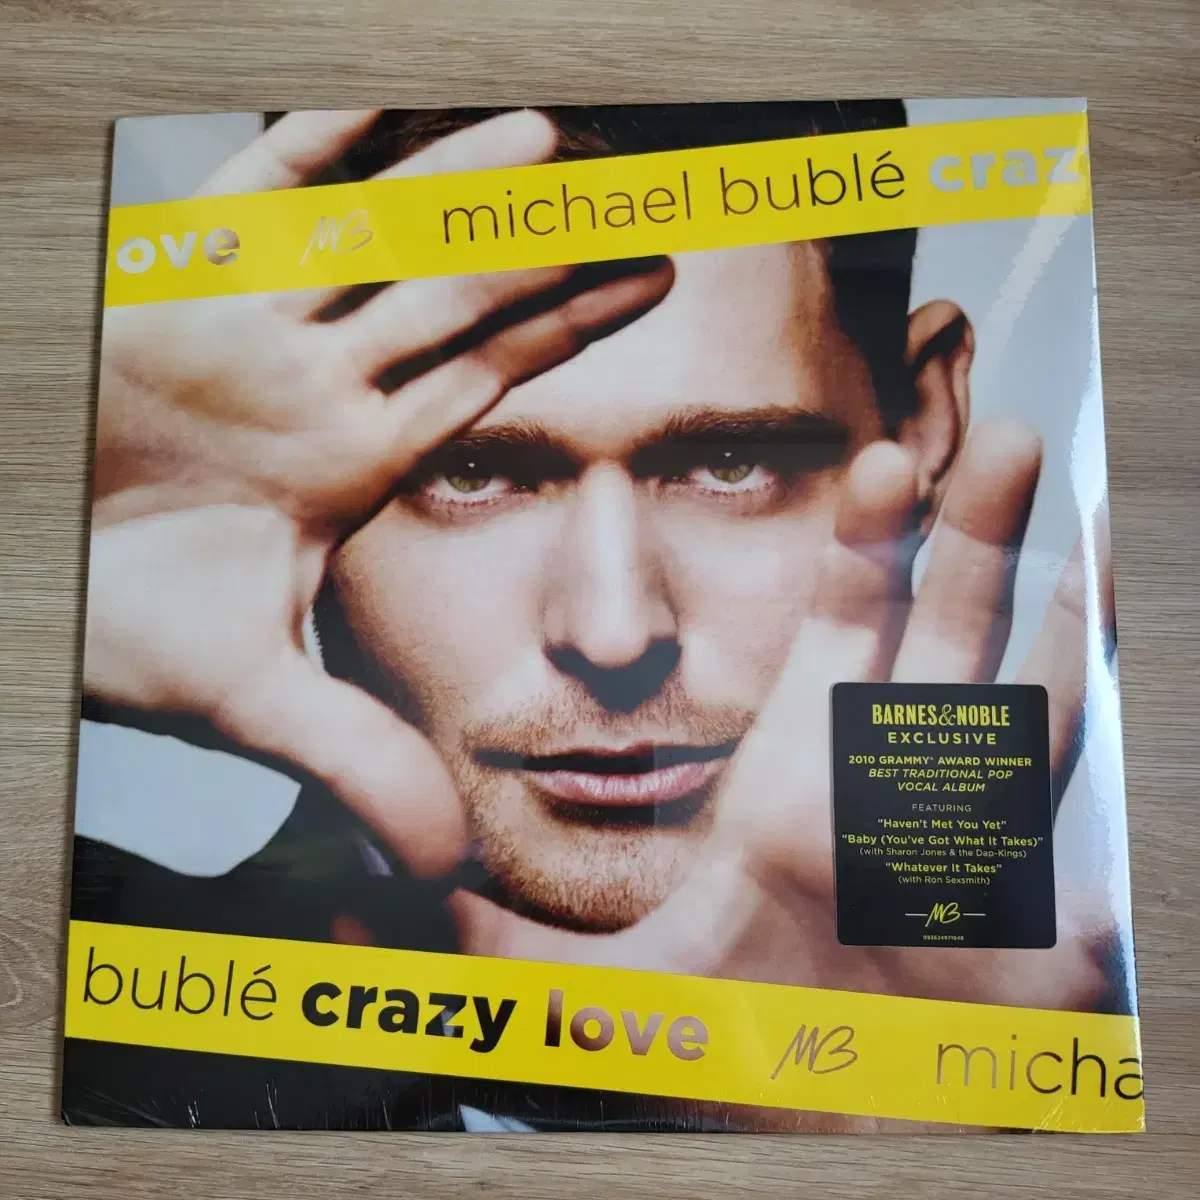 ove MB michael bublé craz
BARNES&NOBLE
EXCLUSIVE
2010 GRAMMY® AWARD WINNER
BEST TRADITIONAL POP
VOCAL ALBUM
FEATURING
"Haven't Met You Yet"
"Baby (You've Got What It Takes)"
(with Sharon Jones & the Dap-Kings)
"Whatever It Takes"
(with Ron Sexsmith)
MB
bublé crazy love MB micha